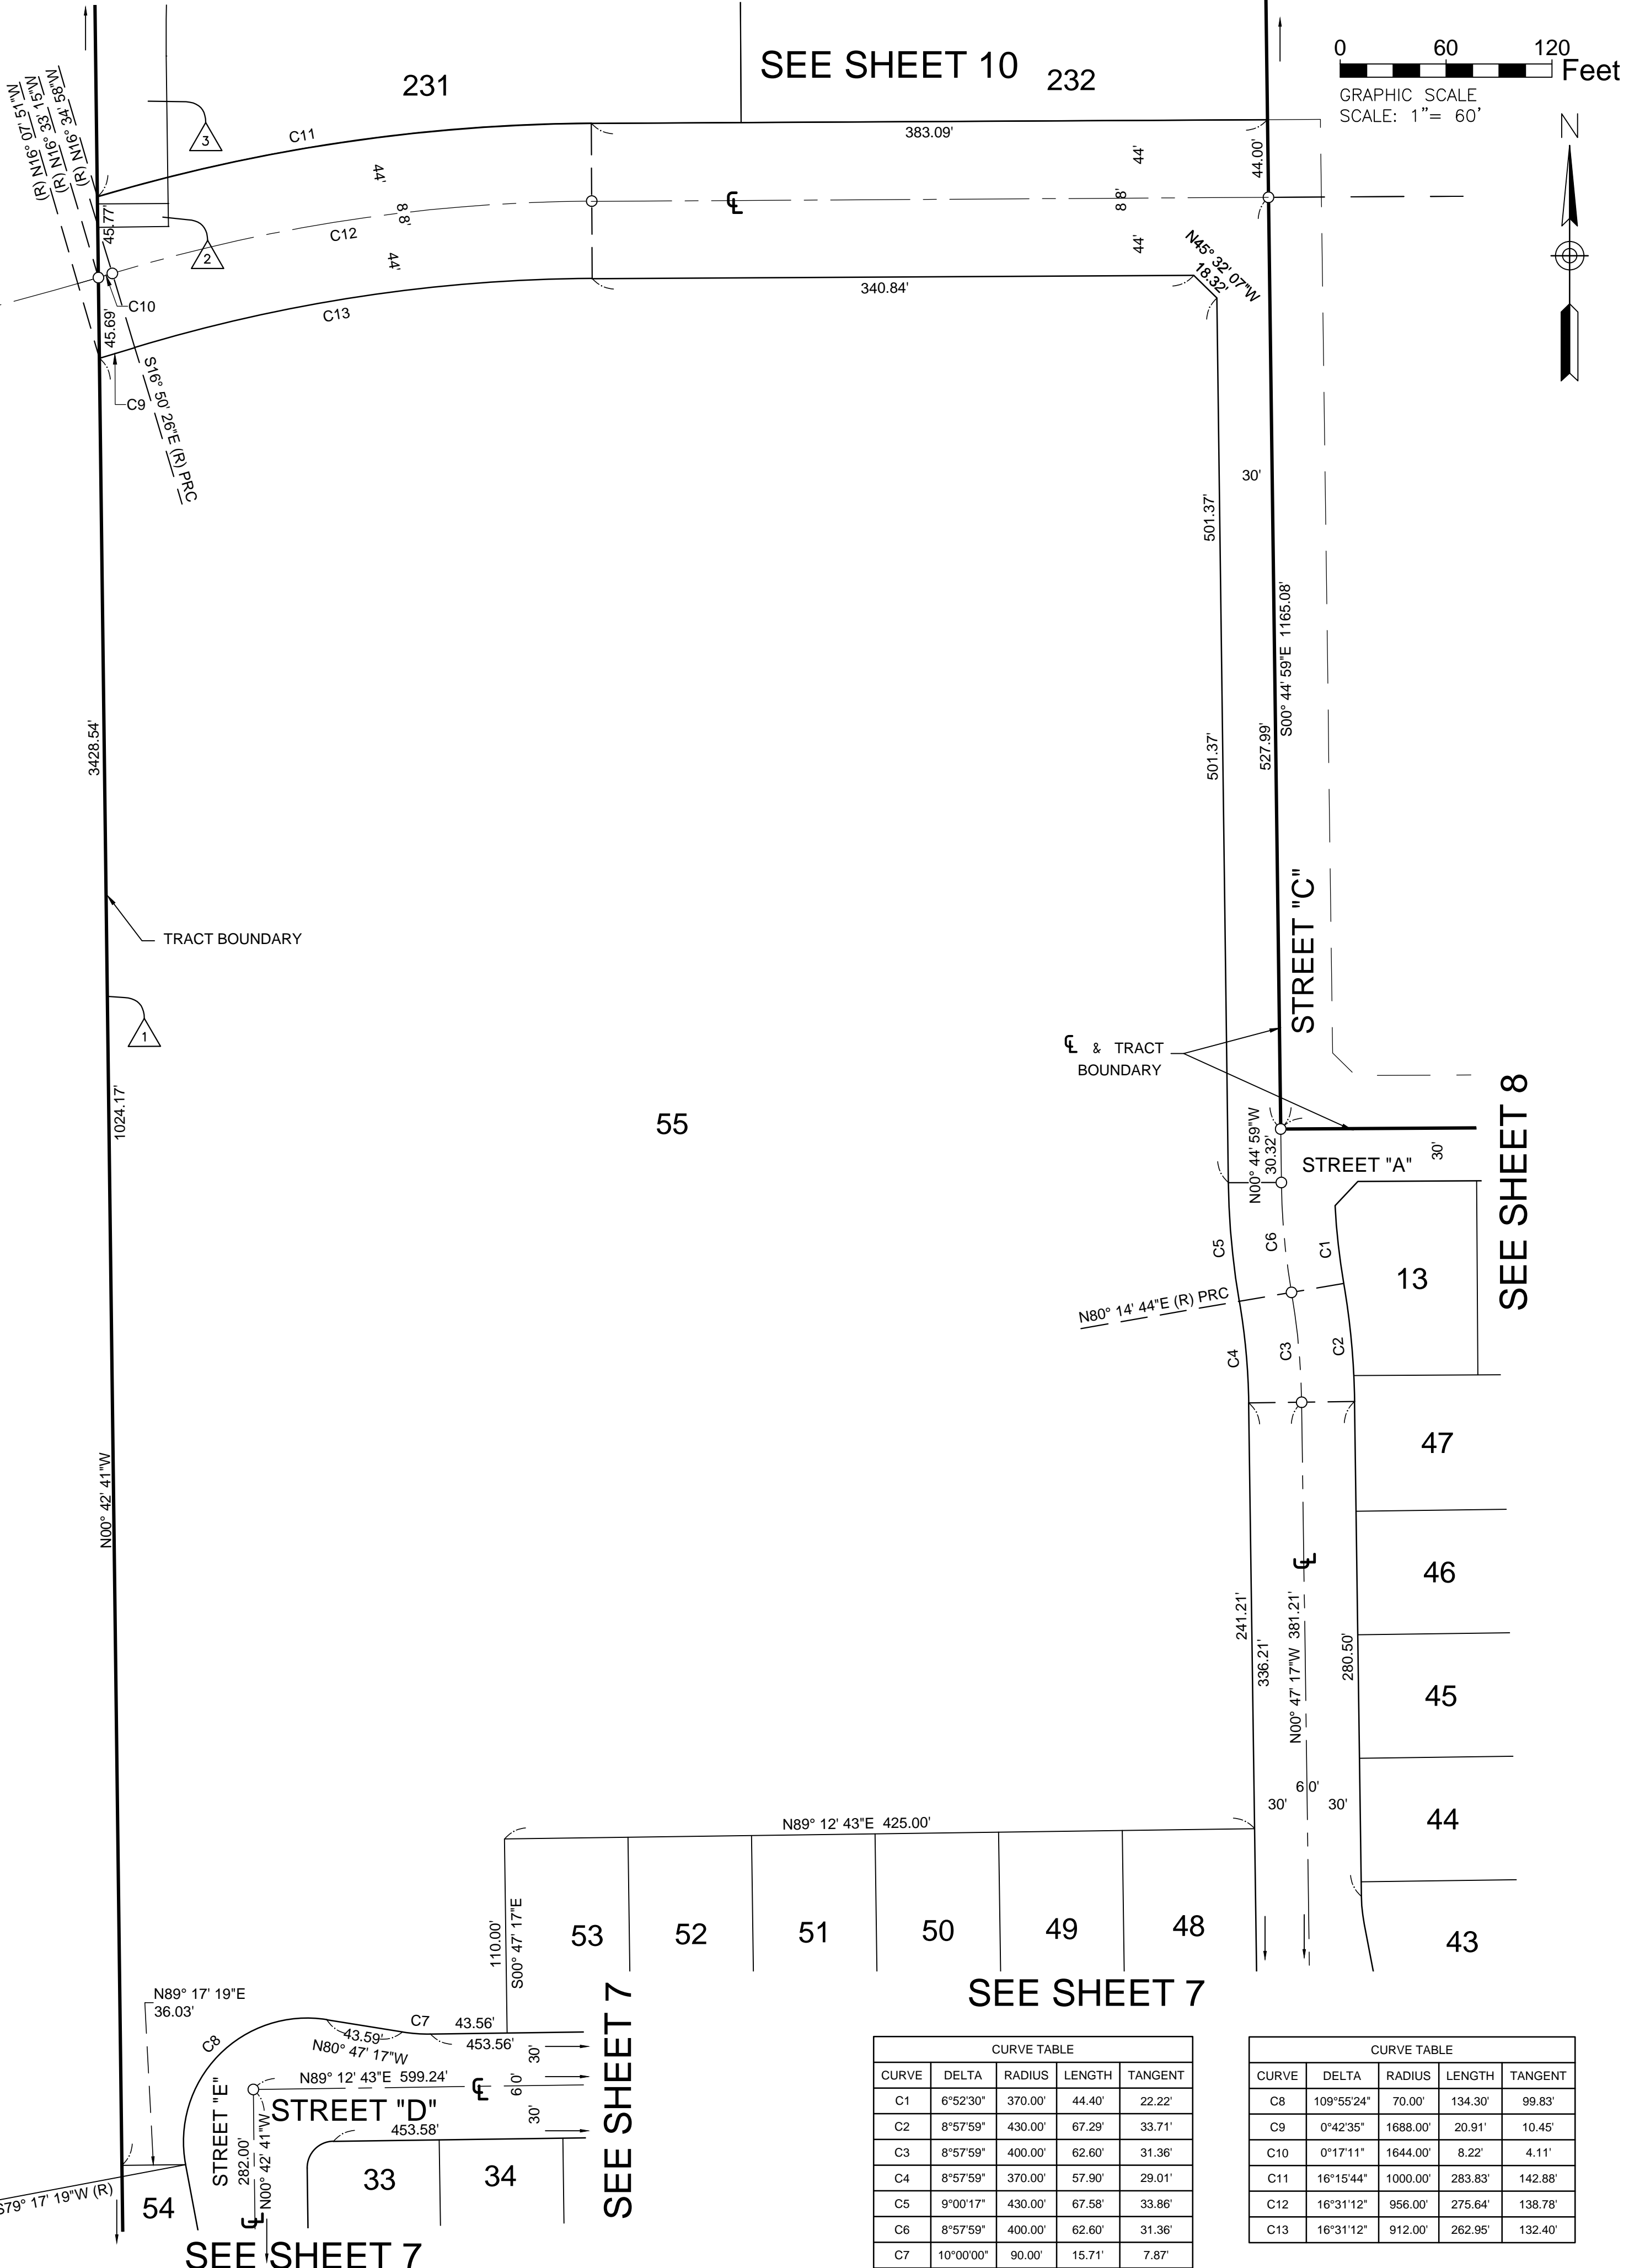 SEE SHEET 10
231
232
0 60 120 Feet
GRAPHIC SCALE
SCALE: 1"= 60'
N
(R) N16° 07' 51"W
(R) N16° 33' 15"W
(R) N16° 34' 58"W
3
2
C11
383.09'
44'
44'
44.00'
88'
88'
C12
44'
44'
45.77'
C10
45.69'
C13
340.84'
N45° 32' 07"W
18.32'
C9
S16° 50' 26"E (R) PRC
30'
501.37'
501.37'
S00° 44' 59"E 1165.08'
527.99'
3428.54'
TRACT BOUNDARY
1
STREET "C"
℄ & TRACT
BOUNDARY
1024.17'
55
N00° 44' 59"W
30.32'
STREET "A"
30'
SEE SHEET 8
C5
C6
C1
13
N80° 14' 44"E (R) PRC
C4
C3
C2
47
N00° 42' 41"W
46
241.21'
336.21'
N00° 47' 17"W 381.21'
280.50'
45
60'
30'
30'
44
N89° 12' 43"E 425.00'
110.00'
S00° 47' 17"E
53
52
51
50
49
48
43
SEE SHEET 7
SEE SHEET 7
N89° 17' 19"E
36.03'
C8
C7
43.56'
43.59'
453.56'
N80° 47' 17"W
30'
N89° 12' 43"E 599.24'
℄
60'
STREET "D"
30'
453.58'
STREET "E"
282.00'
N00° 42' 41"W
33
34
S79° 17' 19"W (R)
54
SEE SHEET 7
CURVE TABLE
CURVE DELTA RADIUS LENGTH TANGENT
C1 6°52'30" 370.00' 44.40' 22.22'
C2 8°57'59" 430.00' 67.29' 33.71'
C3 8°57'59" 400.00' 62.60' 31.36'
C4 8°57'59" 370.00' 57.90' 29.01'
C5 9°00'17" 430.00' 67.58' 33.86'
C6 8°57'59" 400.00' 62.60' 31.36'
C7 10°00'00" 90.00' 15.71' 7.87'
CURVE TABLE
CURVE DELTA RADIUS LENGTH TANGENT
C8 109°55'24" 70.00' 134.30' 99.83'
C9 0°42'35" 1688.00' 20.91' 10.45'
C10 0°17'11" 1644.00' 8.22' 4.11'
C11 16°15'44" 1000.00' 283.83' 142.88'
C12 16°31'12" 956.00' 275.64' 138.78'
C13 16°31'12" 912.00' 262.95' 132.40'